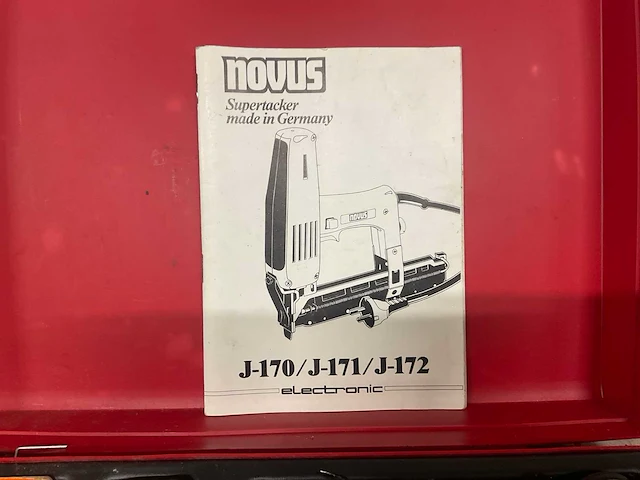 novus
Supertacker
made in Germany
novus
J-170/J-171/J-172
electronic